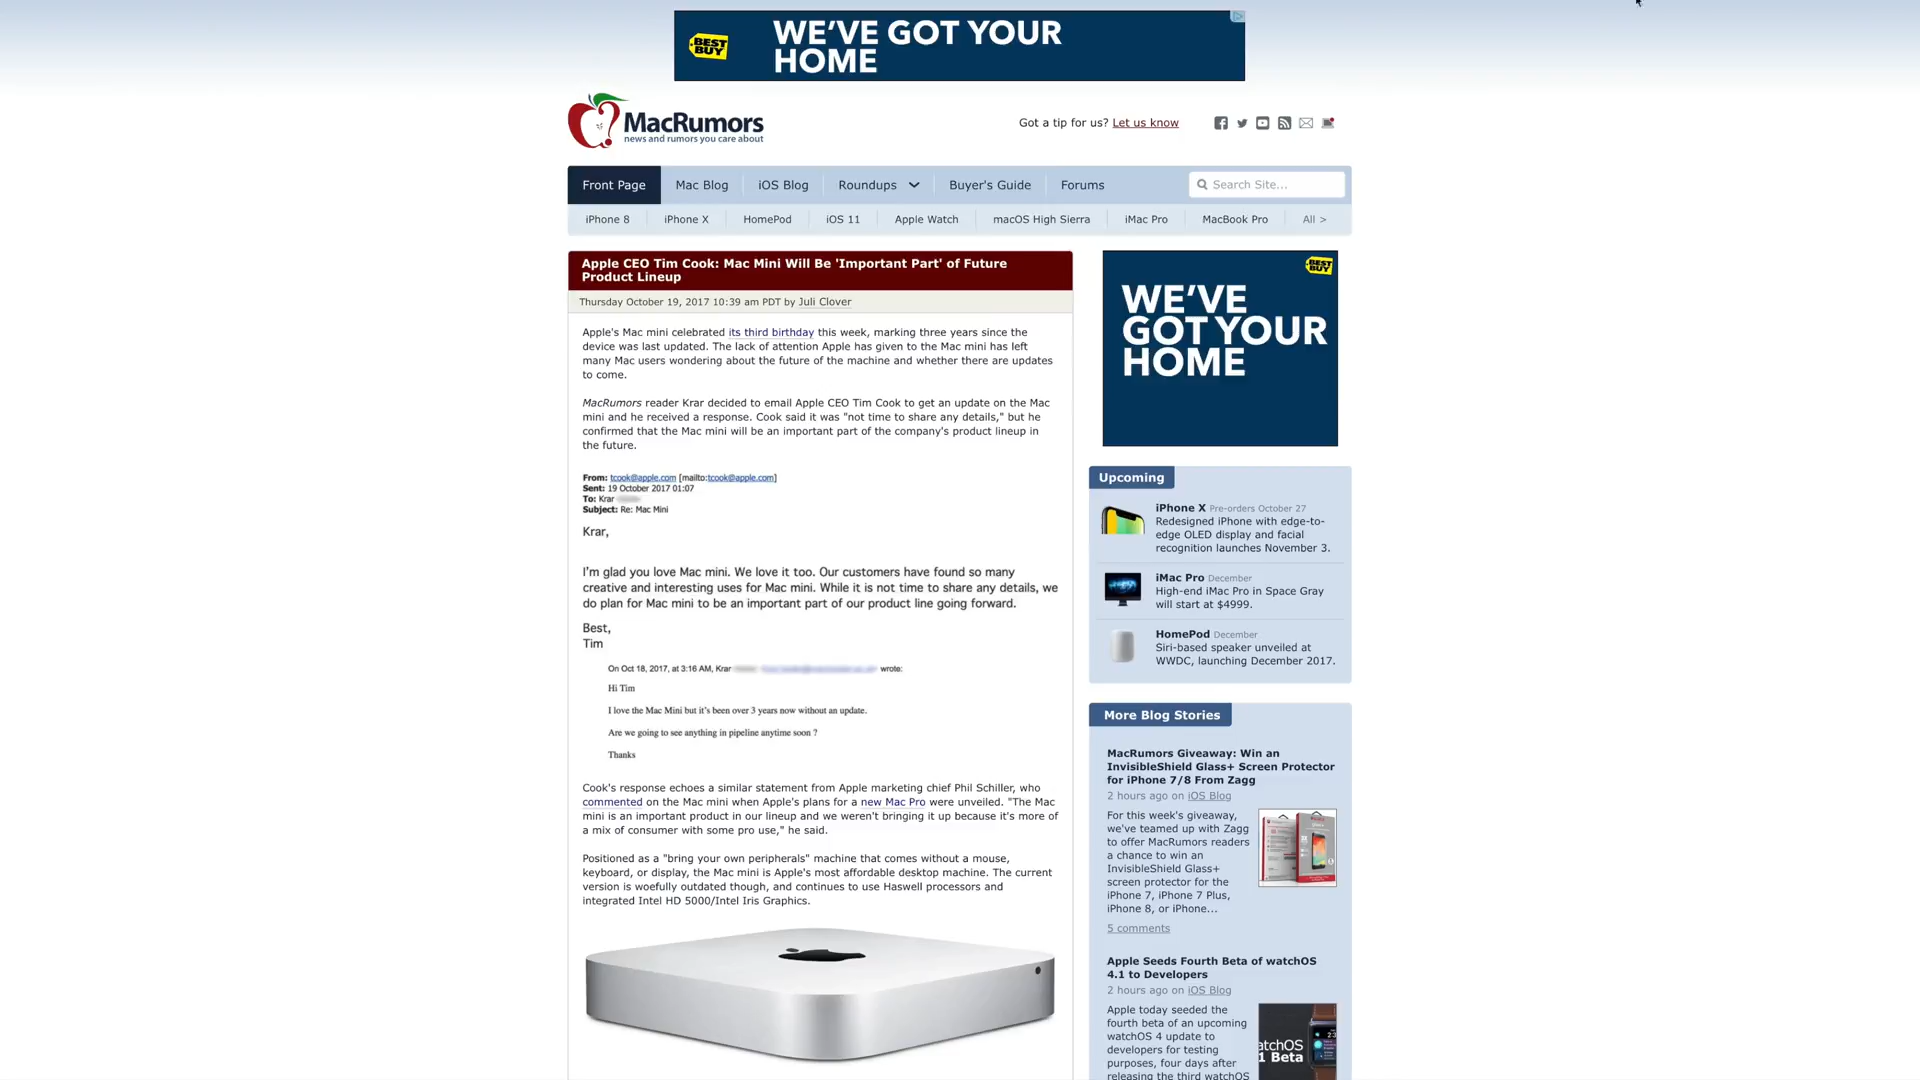 BEST BUY
WE'VE GOT YOUR
HOME
MacRumors
news and rumors you care about
Got a tip for us? Let us know
Front Page
Mac Blog
iOS Blog
Roundups
Buyer's Guide
Forums
Search Site...
iPhone 8
iPhone X
HomePod
iOS 11
Apple Watch
macOS High Sierra
iMac Pro
MacBook Pro
All >
Apple CEO Tim Cook: Mac Mini Will Be 'Important Part' of Future
Product Lineup
Thursday October 19, 2017 10:39 am PDT by Juli Clover
Apple's Mac mini celebrated its third birthday this week, marking three years since the
device was last updated. The lack of attention Apple has given to the Mac mini has left
many Mac users wondering about the future of the machine and whether there are updates
to come.
MacRumors reader Krar decided to email Apple CEO Tim Cook to get an update on the Mac
mini and he received a response. Cook said it was "not time to share any details," but he
confirmed that the Mac mini will be an important part of the company's product lineup in
the future.
From: tcook@apple.com [mailto:tcook@apple.com]
Sent: 19 October 2017 01:07
To: Krar
Subject: Re: Mac Mini
Krar,
I'm glad you love Mac mini. We love it too. Our customers have found so many
creative and interesting uses for Mac mini. While it is not time to share any details, we
do plan for Mac mini to be an important part of our product line going forward.
Best,
Tim
On Oct 18, 2017, at 3:16 AM, Krar wrote:
Hi Tim
I love the Mac Mini but it's been over 3 years now without an update.
Are we going to see anything in pipeline anytime soon ?
Thanks
Cook's response echoes a similar statement from Apple marketing chief Phil Schiller, who
commented on the Mac mini when Apple's plans for a new Mac Pro were unveiled. "The Mac
mini is an important product in our lineup and we weren't bringing it up because it's more of
a mix of consumer with some pro use," he said.
Positioned as a "bring your own peripherals" machine that comes without a mouse,
keyboard, or display, the Mac mini is Apple's most affordable desktop machine. The current
version is woefully outdated though, and continues to use Haswell processors and
integrated Intel HD 5000/Intel Iris Graphics.
BEST BUY
WE'VE
GOT YOUR
HOME
Upcoming
iPhone X Pre-orders October 27
Redesigned iPhone with edge-to-
edge OLED display and facial
recognition launches November 3.
iMac Pro December
High-end iMac Pro in Space Gray
will start at $4999.
HomePod December
Siri-based speaker unveiled at
WWDC, launching December 2017.
More Blog Stories
MacRumors Giveaway: Win an
InvisibleShield Glass+ Screen Protector
for iPhone 7/8 From Zagg
2 hours ago on iOS Blog
For this week's giveaway,
we've teamed up with Zagg
to offer MacRumors readers
a chance to win an
InvisibleShield Glass+
screen protector for the
iPhone 7, iPhone 7 Plus,
iPhone 8, or iPhone...
5 comments
Apple Seeds Fourth Beta of watchOS
4.1 to Developers
2 hours ago on iOS Blog
Apple today seeded the
fourth beta of an upcoming
watchOS 4 update to
developers for testing
purposes, four days after
releasing the third watchOS
atchOS
1 Beta